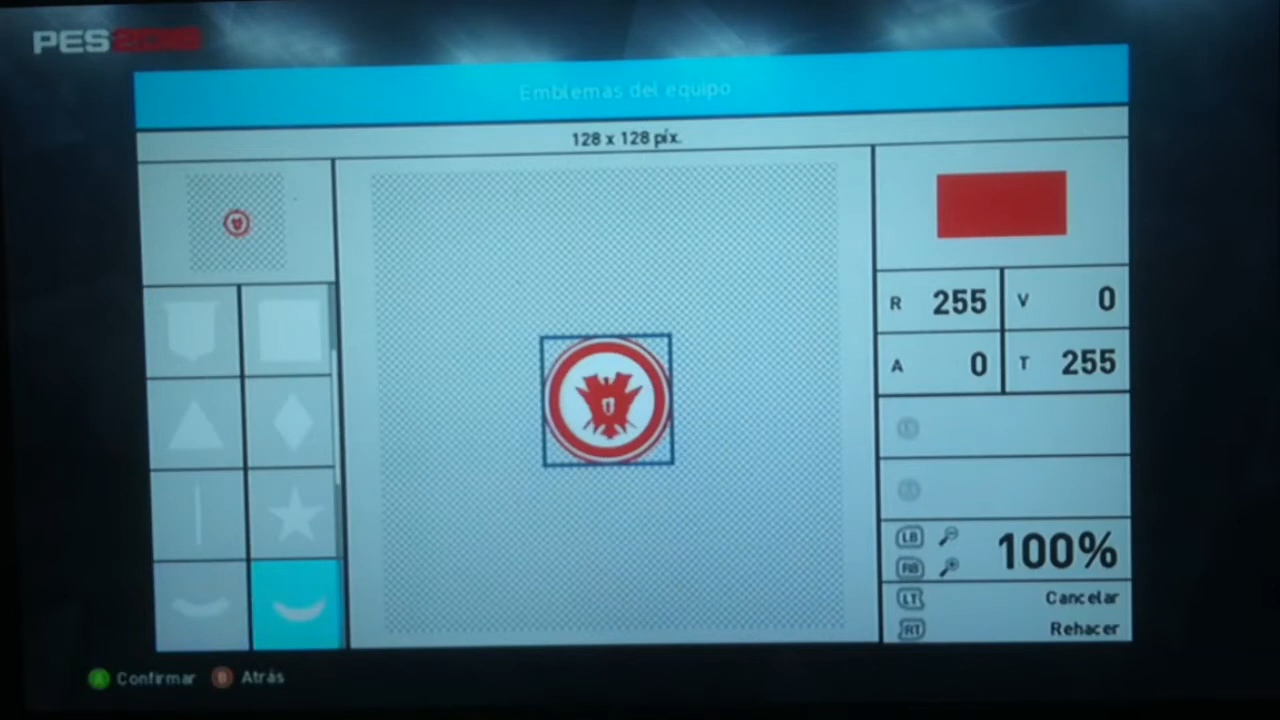 PES
Emblemas del equipo
128 x 128 píx.
R 255 V 0
A 0 T 255
LB 100%
RB
LT Cancelar
RT Rehacer
A Confirmar B Atrás